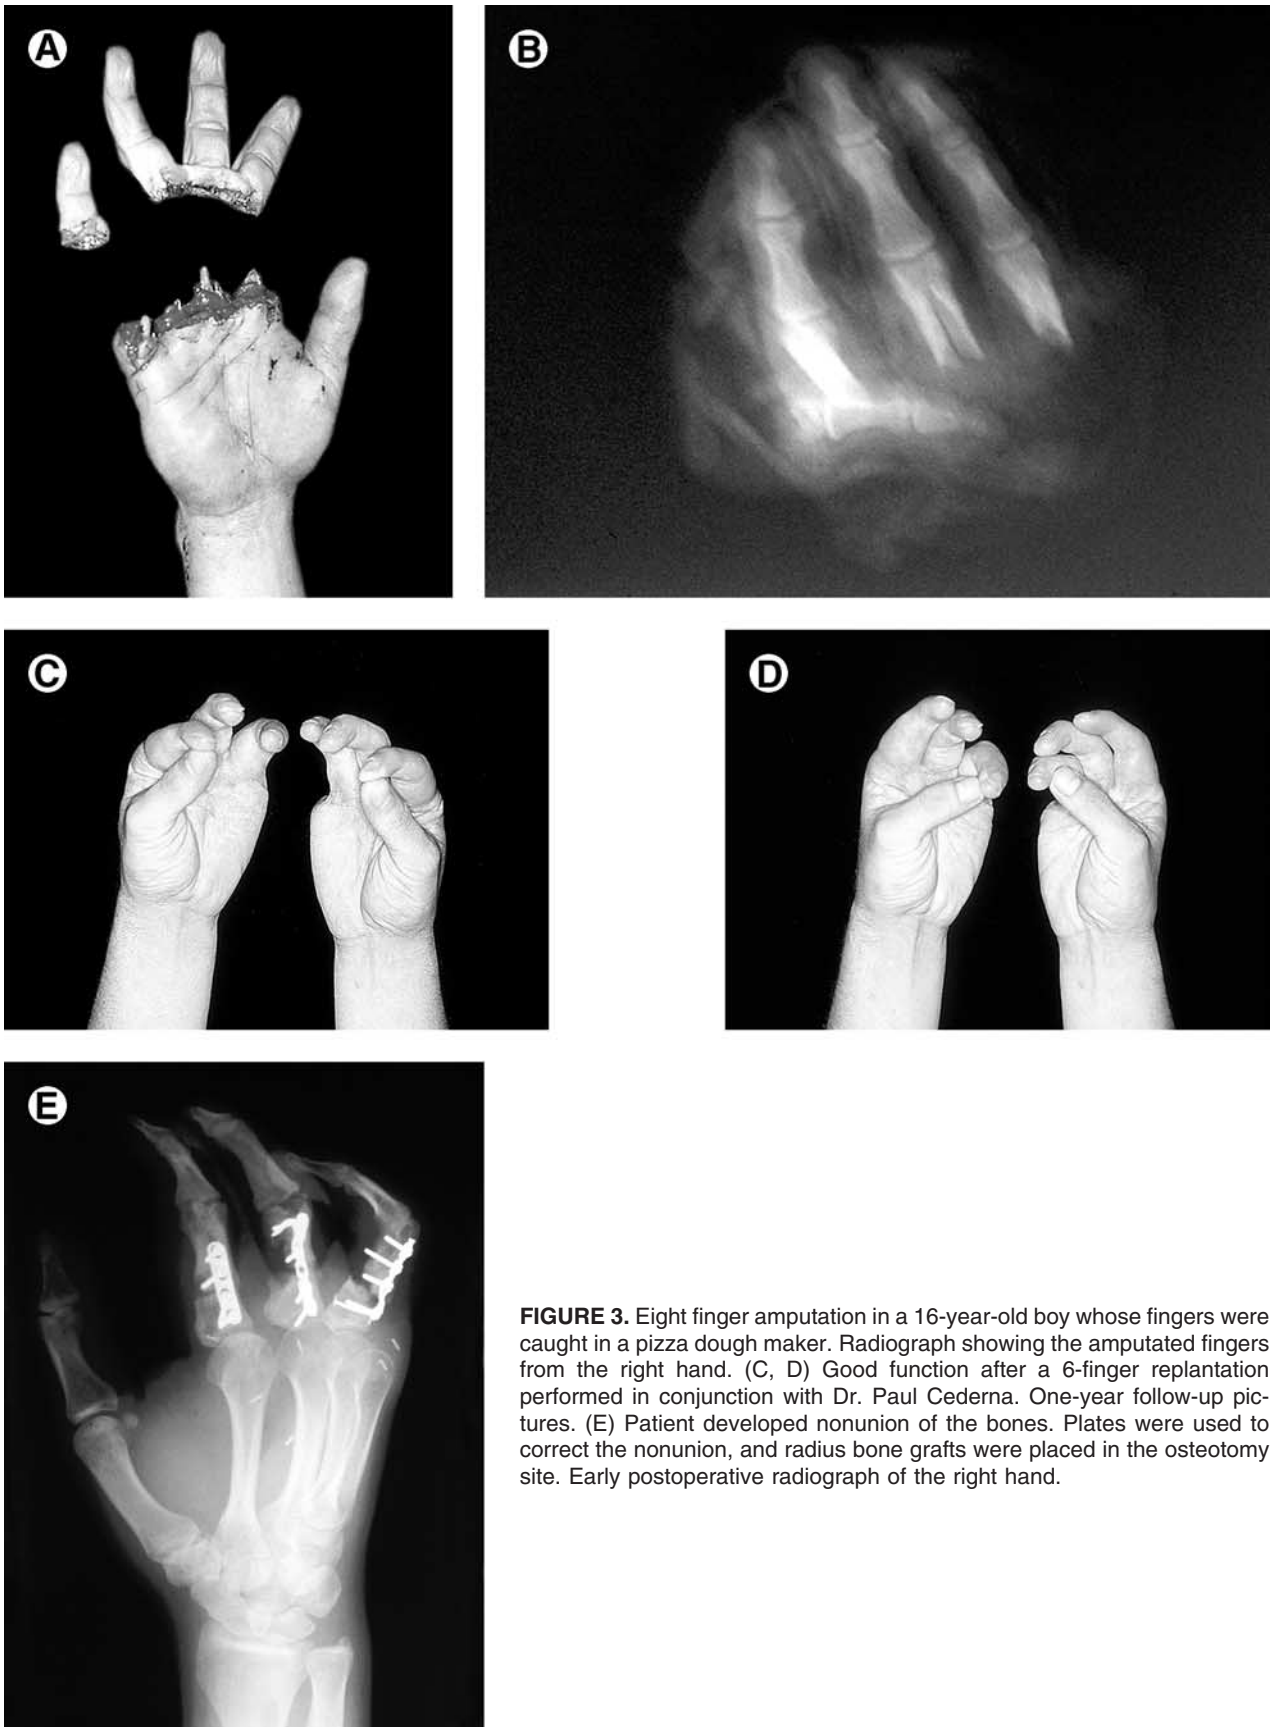 A
B
C
D
E
FIGURE 3. Eight finger amputation in a 16-year-old boy whose fingers were
caught in a pizza dough maker. Radiograph showing the amputated fingers
from the right hand. (C, D) Good function after a 6-finger replantation
performed in conjunction with Dr. Paul Cederna. One-year follow-up pic-
tures. (E) Patient developed nonunion of the bones. Plates were used to
correct the nonunion, and radius bone grafts were placed in the osteotomy
site. Early postoperative radiograph of the right hand.